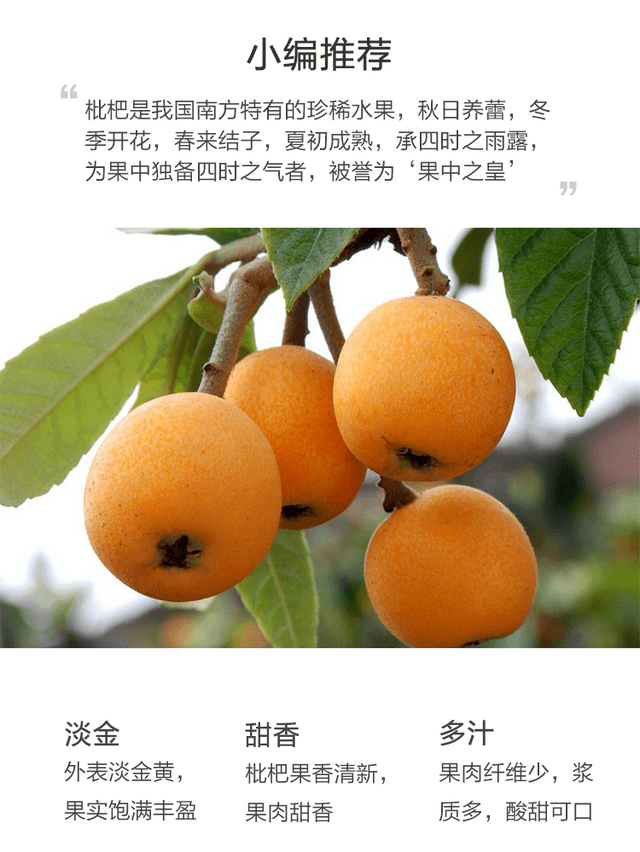 小编推荐
“
枇杷是我国南方特有的珍稀水果，秋日养蕾，冬
季开花，春来结子，夏初成熟，承四时之雨露，
为果中独备四时之气者，被誉为‘果中之皇’
”
淡金
外表淡金黄，
果实饱满丰盈
甜香
枇杷果香清新，
果肉甜香
多汁
果肉纤维少，浆
质多，酸甜可口